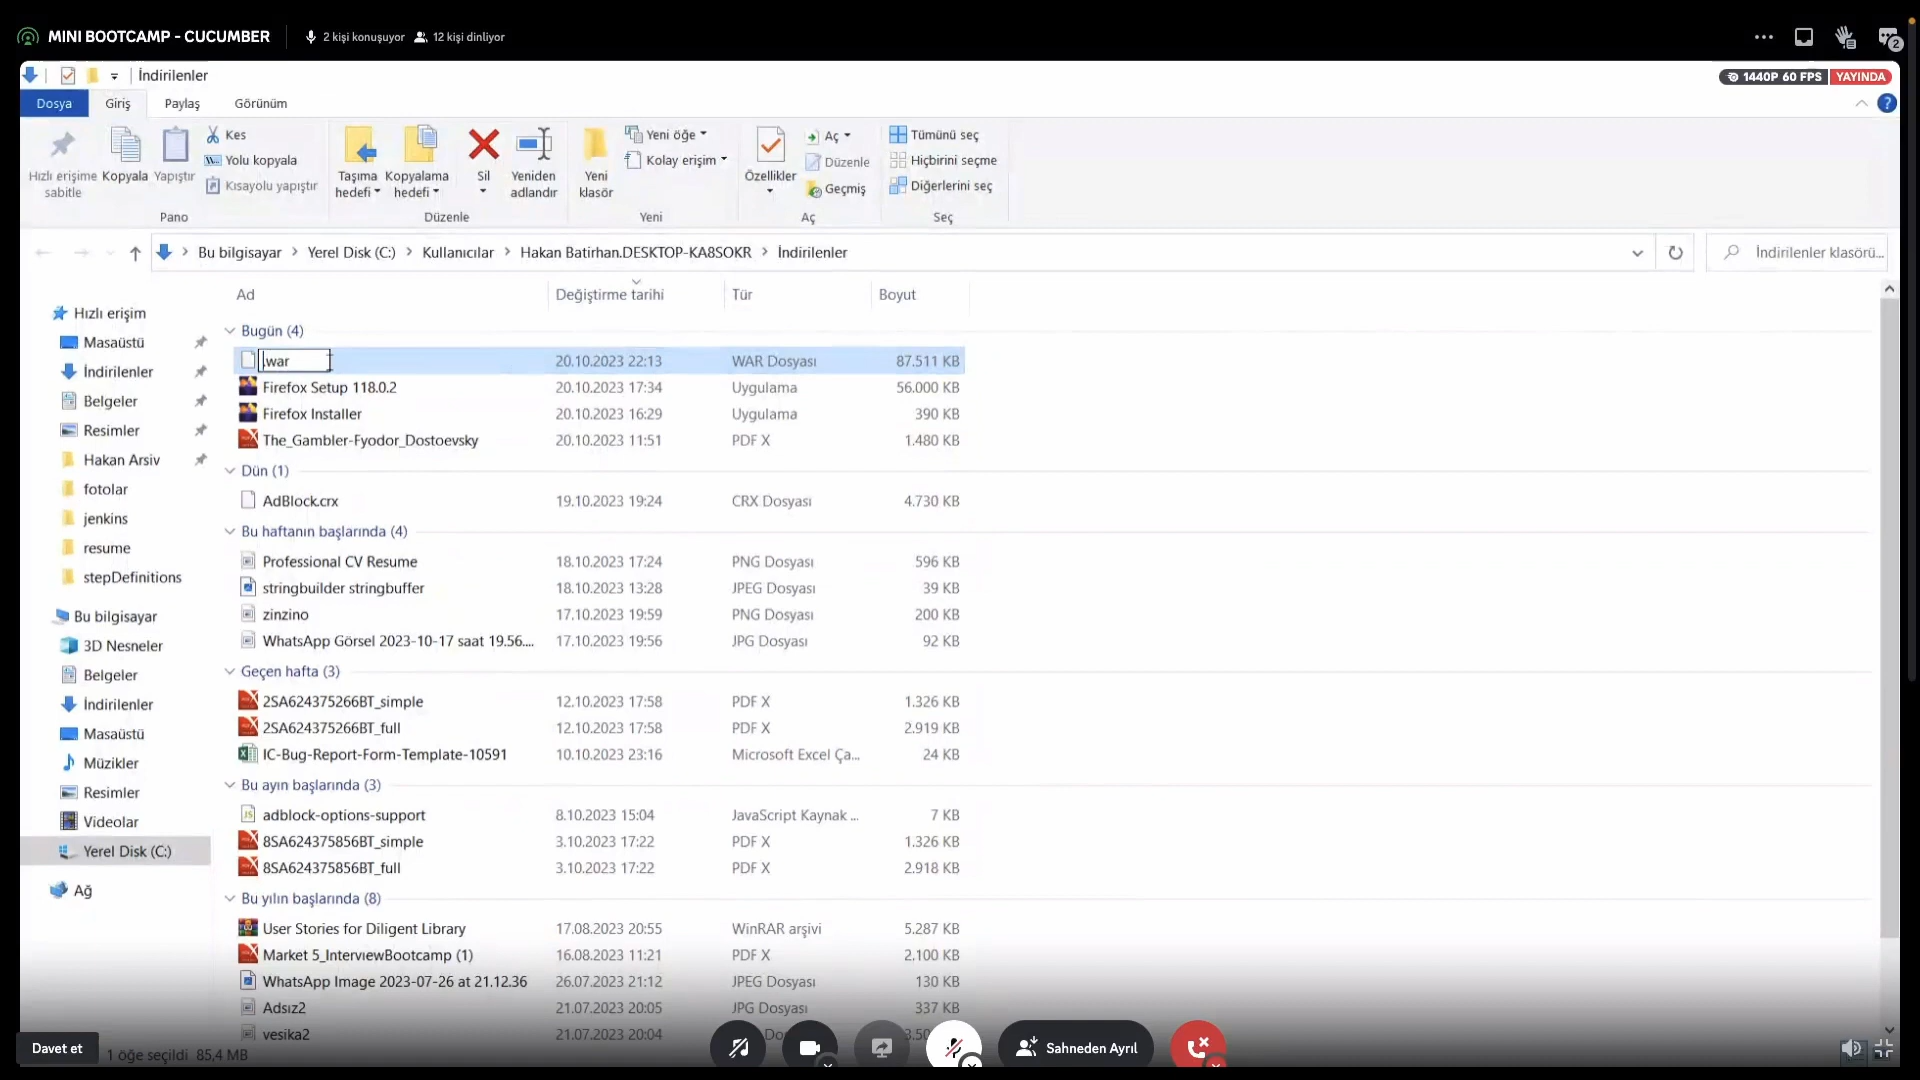 MINI BOOTCAMP - CUCUMBER 2 kişi konuşuyor 12 kişi dinliyor
2
İndirilenler
1440P 60 FPS YAYINDA
Dosya Giriş Paylaş Görünüm
Hızlı erişime sabitle
Kopyala
Yapıştır
Kes
Yolu kopyala
Kısayolu yapıştır
Pano
Taşıma hedefi
Kopyalama hedefi
Sil
Yeniden adlandır
Düzenle
Yeni klasör
Yeni öğe
Kolay erişim
Yeni
Özellikler
Aç
Düzenle
Geçmiş
Aç
Tümünü seç
Hiçbirini seçme
Diğerlerini seç
Seç
Bu bilgisayar Yerel Disk (C:) Kullanıcılar Hakan Batirhan.DESKTOP-KA8SOKR İndirilenler
İndirilenler klasörü...
Hızlı erişim
Masaüstü
İndirilenler
Belgeler
Resimler
Hakan Arsiv
fotolar
jenkins
resume
stepDefinitions
Bu bilgisayar
3D Nesneler
Belgeler
İndirilenler
Masaüstü
Müzikler
Resimler
Videolar
Yerel Disk (C:)
Ağ
Ad Değiştirme tarihi Tür Boyut
Bugün (4)
.war 20.10.2023 22:13 WAR Dosyası 87.511 KB
Firefox Setup 118.0.2 20.10.2023 17:34 Uygulama 56.000 KB
Firefox Installer 20.10.2023 16:29 Uygulama 390 KB
The_Gambler-Fyodor_Dostoevsky 20.10.2023 11:51 PDF X 1.480 KB
Dün (1)
AdBlock.crx 19.10.2023 19:24 CRX Dosyası 4.730 KB
Bu haftanın başlarında (4)
Professional CV Resume 18.10.2023 17:24 PNG Dosyası 596 KB
stringbuilder stringbuffer 18.10.2023 13:28 JPEG Dosyası 39 KB
zinzino 17.10.2023 19:59 PNG Dosyası 200 KB
WhatsApp Görsel 2023-10-17 saat 19.56.... 17.10.2023 19:56 JPG Dosyası 92 KB
Geçen hafta (3)
2SA624375266BT_simple 12.10.2023 17:58 PDF X 1.326 KB
2SA624375266BT_full 12.10.2023 17:58 PDF X 2.919 KB
IC-Bug-Report-Form-Template-10591 10.10.2023 23:16 Microsoft Excel Ça... 24 KB
Bu ayın başlarında (3)
adblock-options-support 8.10.2023 15:04 JavaScript Kaynak ... 7 KB
8SA624375856BT_simple 3.10.2023 17:22 PDF X 1.326 KB
8SA624375856BT_full 3.10.2023 17:22 PDF X 2.918 KB
Bu yılın başlarında (8)
User Stories for Diligent Library 17.08.2023 20:55 WinRAR arşivi 5.287 KB
Market 5_InterviewBootcamp (1) 16.08.2023 11:21 PDF X 2.100 KB
WhatsApp Image 2023-07-26 at 21.12.36 26.07.2023 21:12 JPEG Dosyası 130 KB
Adsız2 21.07.2023 20:05 JPG Dosyası 337 KB
vesika2 21.07.2023 20:04
Davet et
1 öğe seçildi 85,4 MB
Sahneden Ayrıl